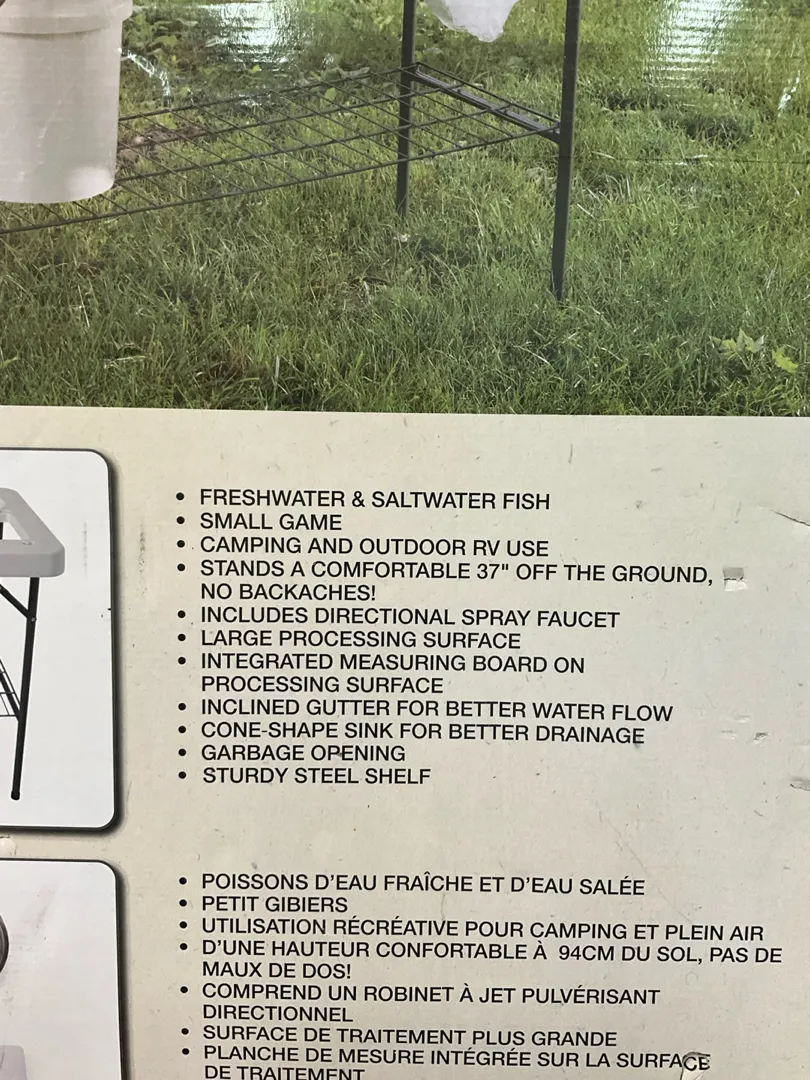 • FRESHWATER & SALTWATER FISH
• SMALL GAME
• CAMPING AND OUTDOOR RV USE
• STANDS A COMFORTABLE 37" OFF THE GROUND,
NO BACKACHES!
• INCLUDES DIRECTIONAL SPRAY FAUCET
• LARGE PROCESSING SURFACE
• INTEGRATED MEASURING BOARD ON
PROCESSING SURFACE
• INCLINED GUTTER FOR BETTER WATER FLOW
• CONE-SHAPE SINK FOR BETTER DRAINAGE
• GARBAGE OPENING
• STURDY STEEL SHELF
• POISSONS D'EAU FRAÎCHE ET D'EAU SALÉE
• PETIT GIBIERS
• UTILISATION RÉCRÉATIVE POUR CAMPING ET PLEIN AIR
• D'UNE HAUTEUR CONFORTABLE À 94CM DU SOL, PAS DE
MAUX DE DOS!
• COMPREND UN ROBINET À JET PULVÉRISANT
DIRECTIONNEL
• SURFACE DE TRAITEMENT PLUS GRANDE
• PLANCHE DE MESURE INTÉGRÉE SUR LA SURFACE
DE TRAITEMENT